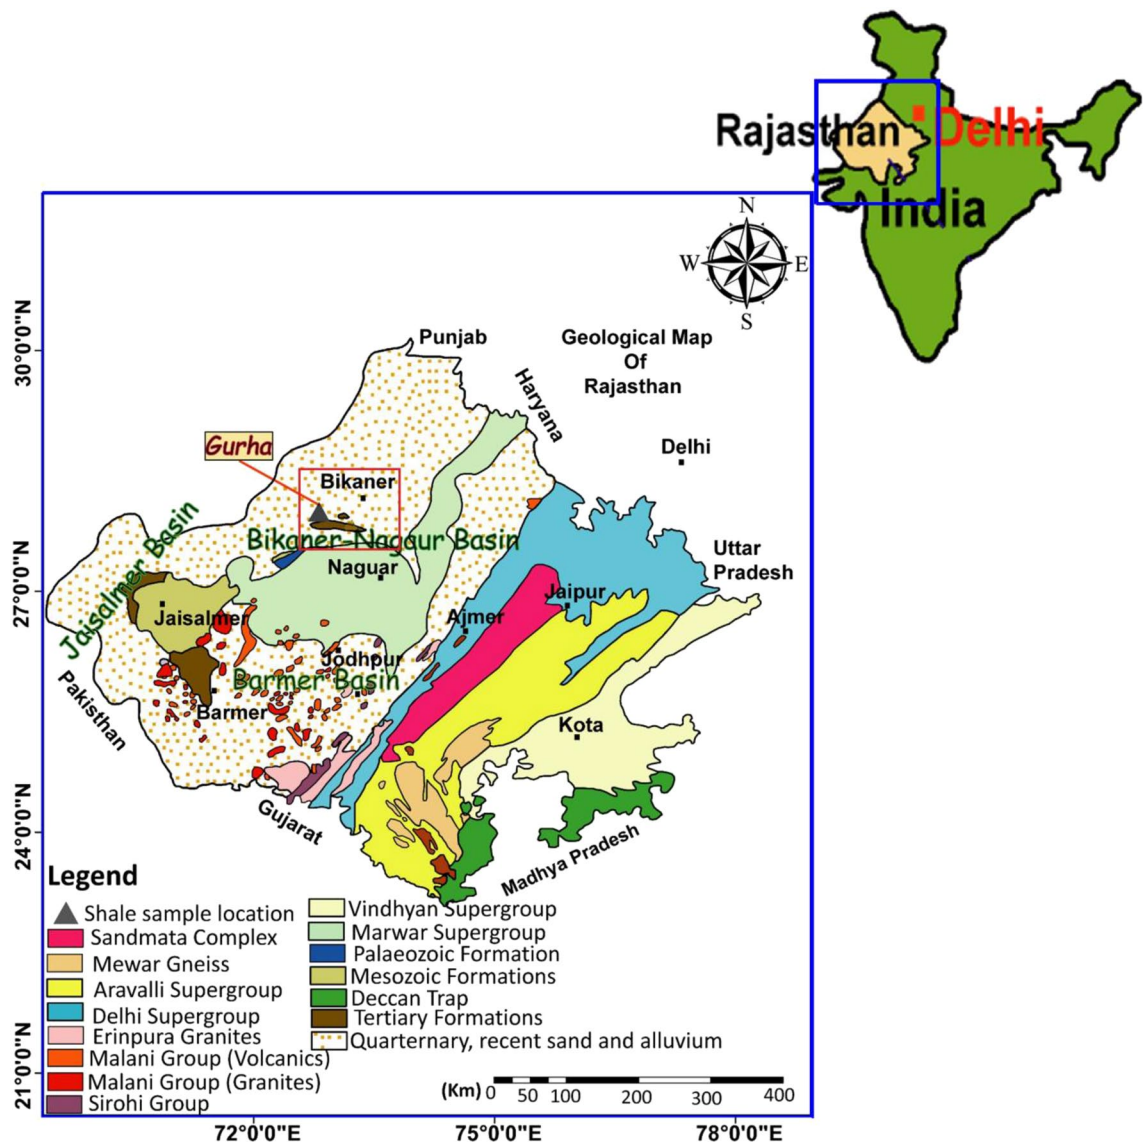 Rajasthan
Delhi
India
N
W
E
S
Geological Map
Of
Rajasthan
30°0'0"N
27°0'0"N
24°0'0"N
21°0'0"N
Punjab
Haryana
Delhi
Gurha
Bikaner
Bikaner-Nagaur Basin
Naguar
Jaisalmer Basin
Jaisalmer
Uttar
Pradesh
Jaipur
Ajmer
Jodhpur
Barmer Basin
Barmer
Pakisthan
Kota
Gujarat
Madhya Pradesh
Legend
Shale sample location
Sandmata Complex
Mewar Gneiss
Aravalli Supergroup
Delhi Supergroup
Erinpura Granites
Malani Group (Volcanics)
Malani Group (Granites)
Sirohi Group
Vindhyan Supergroup
Marwar Supergroup
Palaeozoic Formation
Mesozoic Formations
Deccan Trap
Tertiary Formations
Quarternary, recent sand and alluvium
(Km) 0 50 100 200 300 400
72°0'0"E 75°0'0"E 78°0'0"E